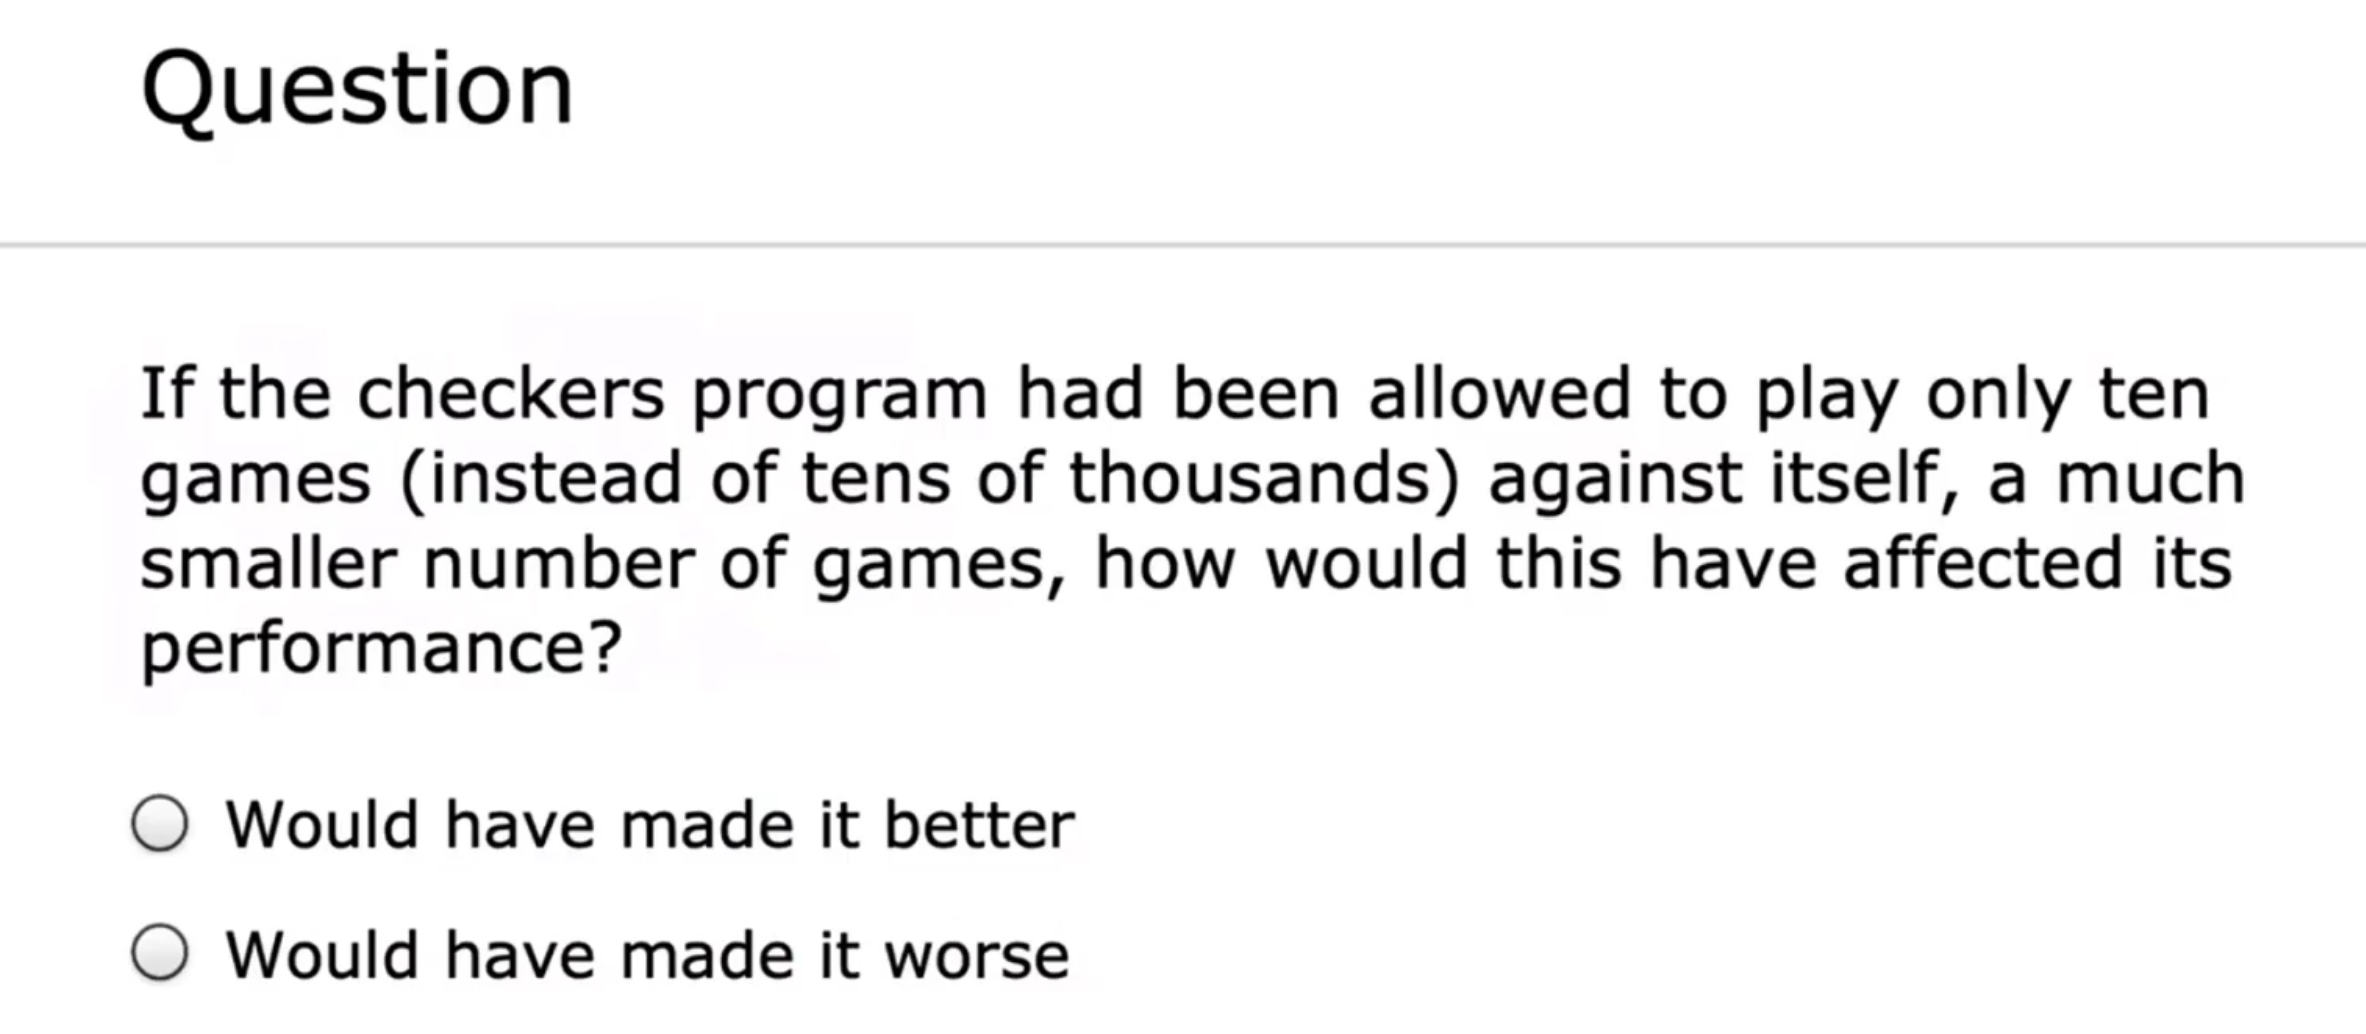 Question
If the checkers program had been allowed to play only ten
games (instead of tens of thousands) against itself, a much
smaller number of games, how would this have affected its
performance?
Would have made it better
Would have made it worse